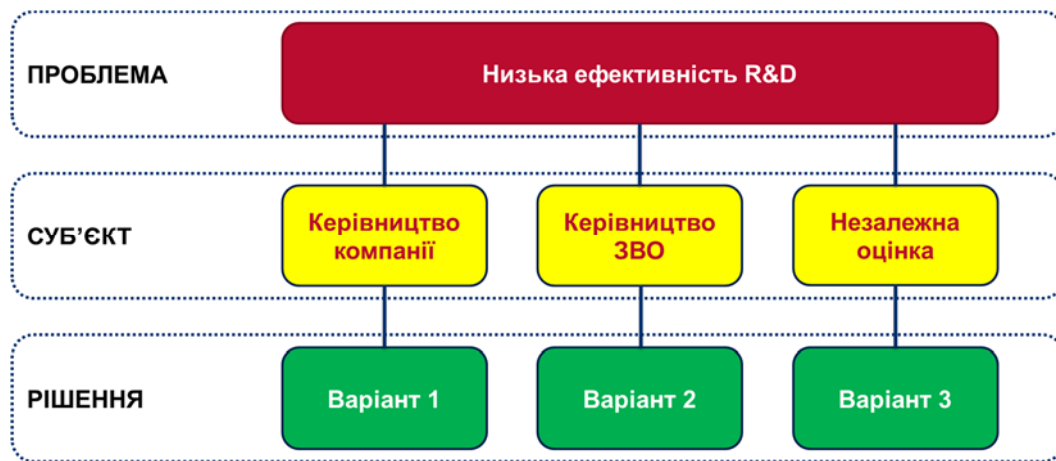 ПРОБЛЕМА
Низька ефективність R&D
СУБ’ЄКТ
Керівництво
компанії
Керівництво
ЗВО
Незалежна
оцінка
РІШЕННЯ
Варіант 1
Варіант 2
Варіант 3